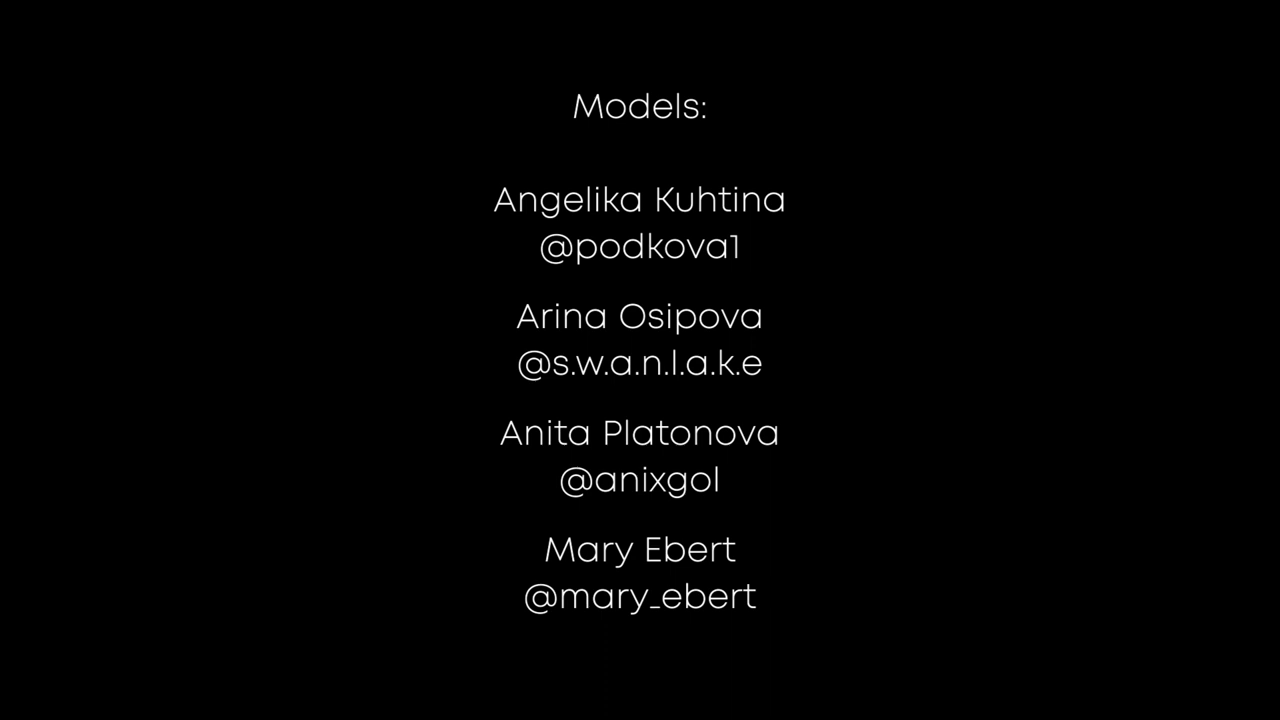 Models:
Angelika Kuhtina
@podkova1
Arina Osipova
@s.w.a.n.l.a.k.e
Anita Platonova
@anixgol
Mary Ebert
@mary_ebert